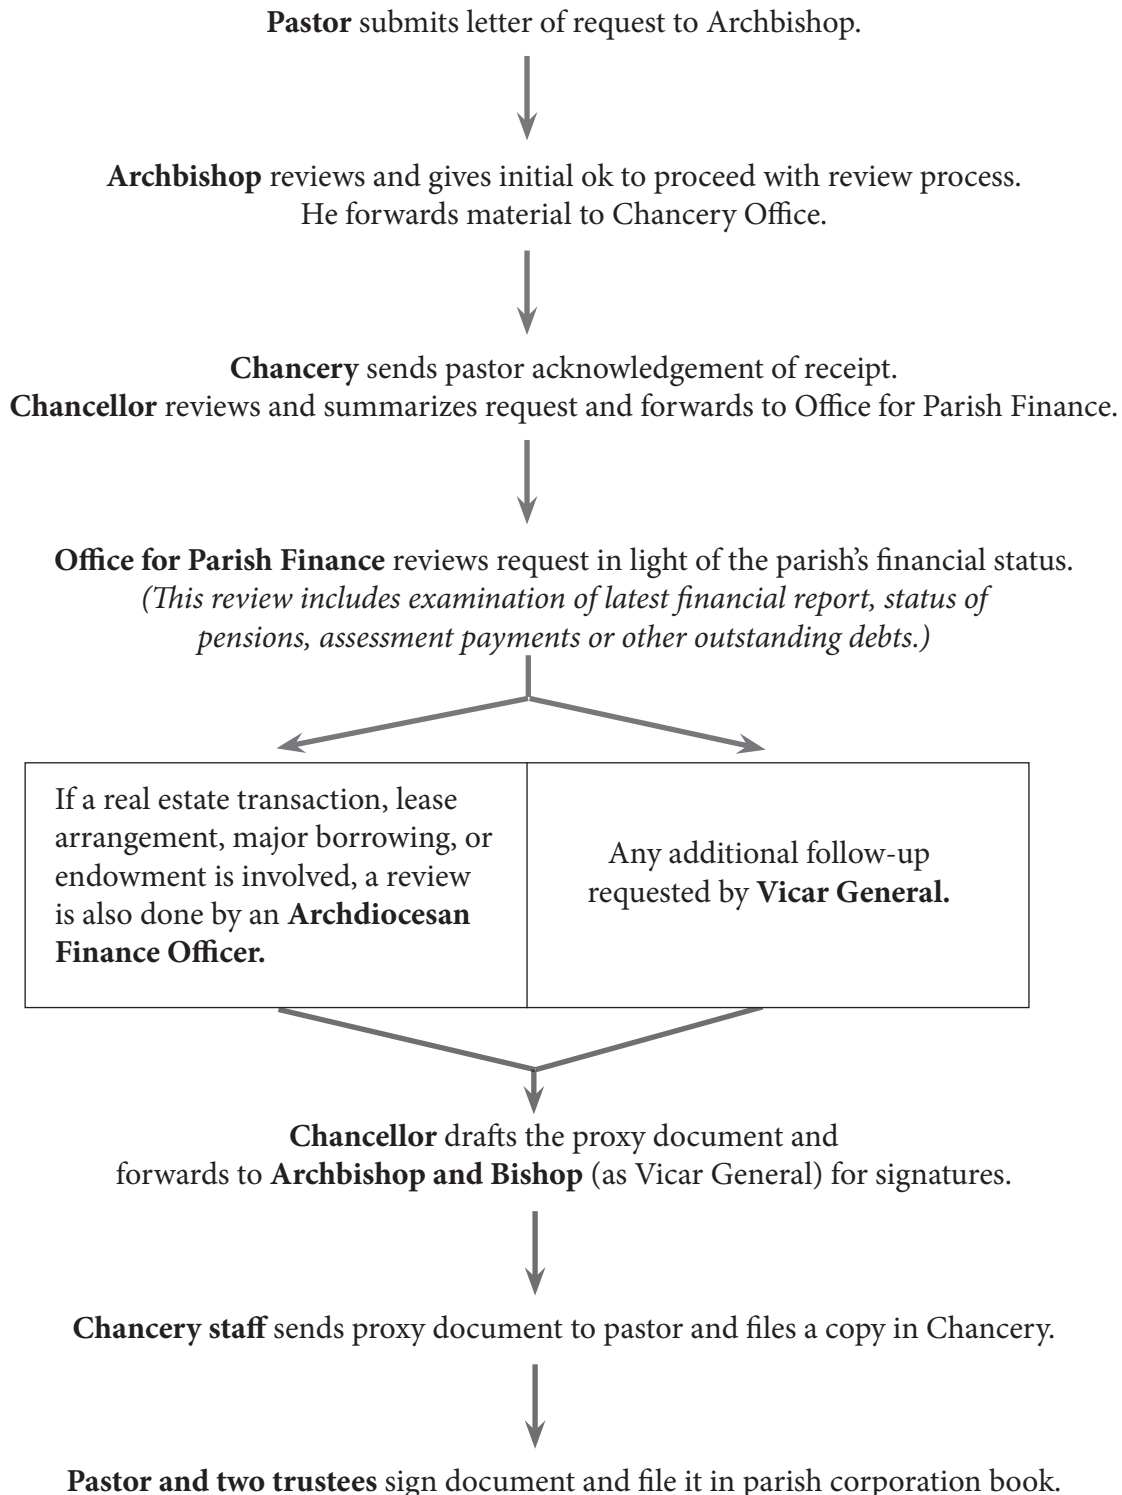 Pastor submits letter of request to Archbishop.
Archbishop reviews and gives initial ok to proceed with review process.
He forwards material to Chancery Office.
Chancery sends pastor acknowledgement of receipt.
Chancellor reviews and summarizes request and forwards to Office for Parish Finance.
Office for Parish Finance reviews request in light of the parish’s financial status.
(This review includes examination of latest financial report, status of
pensions, assessment payments or other outstanding debts.)
If a real estate transaction, lease
arrangement, major borrowing, or
endowment is involved, a review
is also done by an Archdiocesan
Finance Officer.
Any additional follow-up
requested by Vicar General.
Chancellor drafts the proxy document and
forwards to Archbishop and Bishop (as Vicar General) for signatures.
Chancery staff sends proxy document to pastor and files a copy in Chancery.
Pastor and two trustees sign document and file it in parish corporation book.